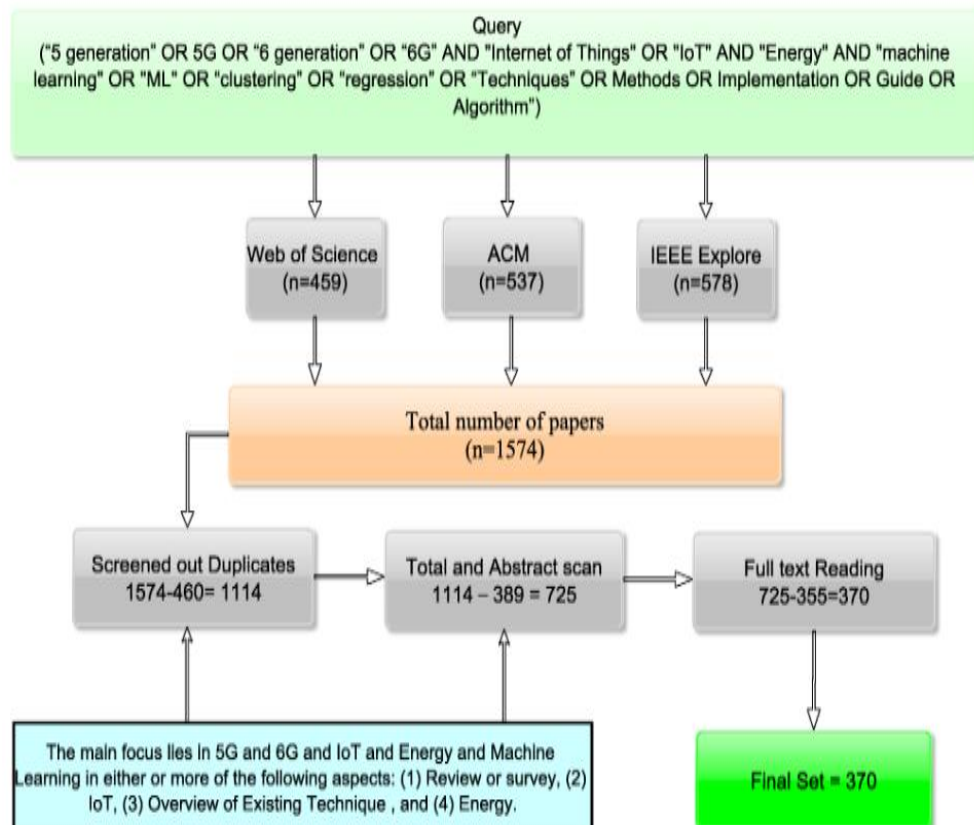 Query
("5 generation" OR 5G OR "6 generation" OR "6G" AND "Internet of Things" OR "IoT" AND "Energy" AND "machine
learning" OR "ML" OR "clustering" OR "regression" OR "Techniques" OR Methods OR Implementation OR Guide OR
Algorithm")
Web of Science
(n=459)
ACM
(n=537)
IEEE Explore
(n=578)
Total number of papers
(n=1574)
Screened out Duplicates
1574-460= 1114
Total and Abstract scan
1114 – 389 = 725
Full text Reading
725-355=370
The main focus lies in 5G and 6G and IoT and Energy and Machine
Learning in either or more of the following aspects: (1) Review or survey, (2)
IoT, (3) Overview of Existing Technique , and (4) Energy.
Final Set = 370